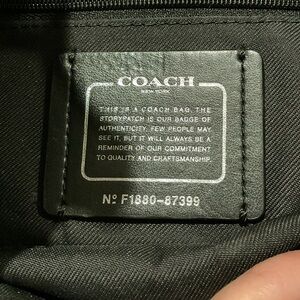 COACH
NEW YORK
THIS IS A COACH BAG. THE
STORYPATCH IS OUR BADGE OF
AUTHENTICITY. FEW PEOPLE MAY
SEE IT, BUT IT WILL ALWAYS BE A
REMINDER OF OUR COMMITMENT
TO QUALITY AND CRAFTSMANSHIP.
Nº F1880-87399